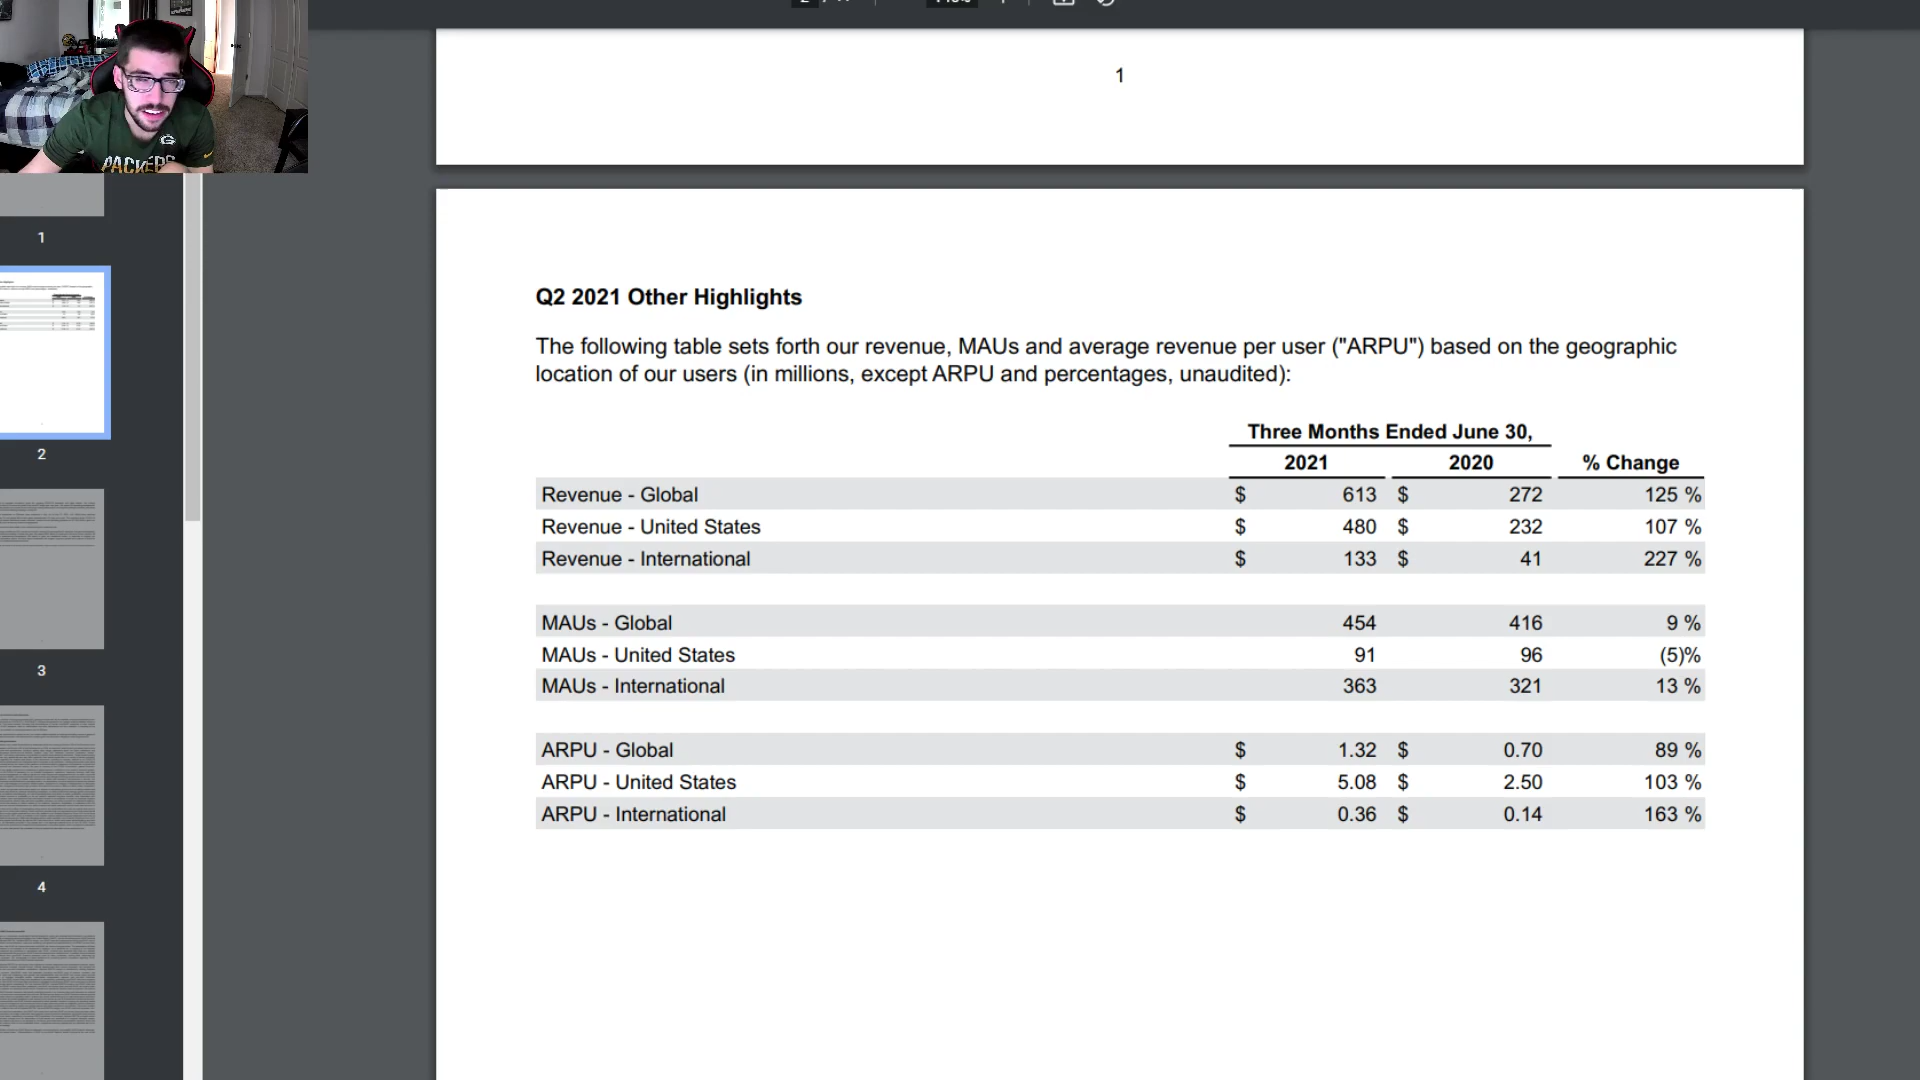 PACKERS
G
1
2
3
4
1
Q2 2021 Other Highlights
The following table sets forth our revenue, MAUs and average revenue per user ("ARPU") based on the geographic
location of our users (in millions, except ARPU and percentages, unaudited):
Three Months Ended June 30,
2021 2020 % Change
Revenue - Global $ 613 $ 272 125 %
Revenue - United States $ 480 $ 232 107 %
Revenue - International $ 133 $ 41 227 %
MAUs - Global 454 416 9 %
MAUs - United States 91 96 (5)%
MAUs - International 363 321 13 %
ARPU - Global $ 1.32 $ 0.70 89 %
ARPU - United States $ 5.08 $ 2.50 103 %
ARPU - International $ 0.36 $ 0.14 163 %